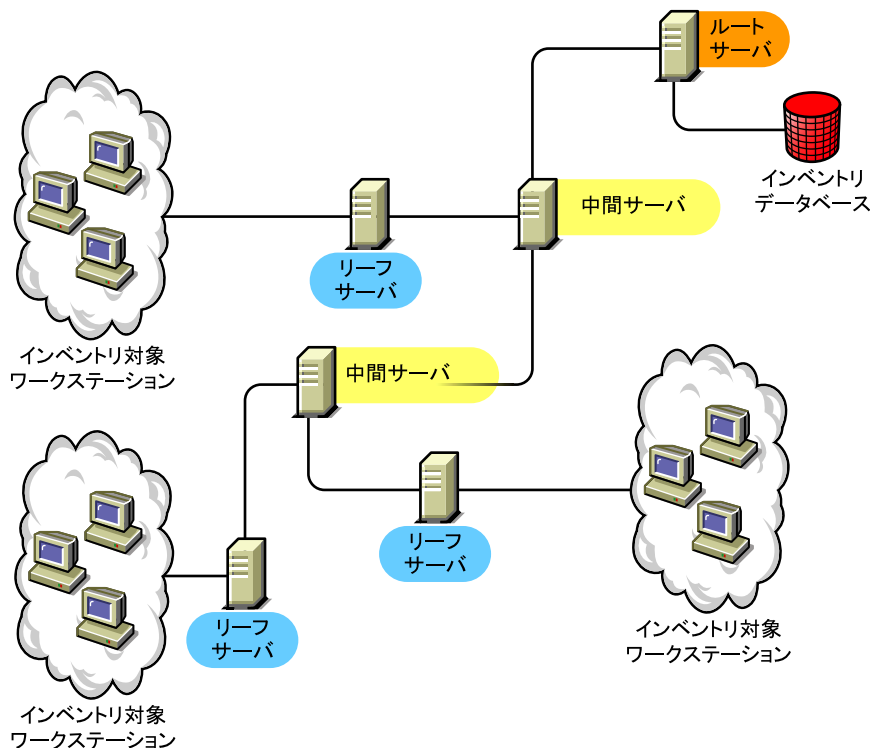 ルート
サーバ
インベントリ
データベース
中間サーバ
リーフ
サーバ
インベントリ対象
ワークステーション
中間サーバ
リーフ
サーバ
リーフ
サーバ
インベントリ対象
ワークステーション
インベントリ対象
ワークステーション